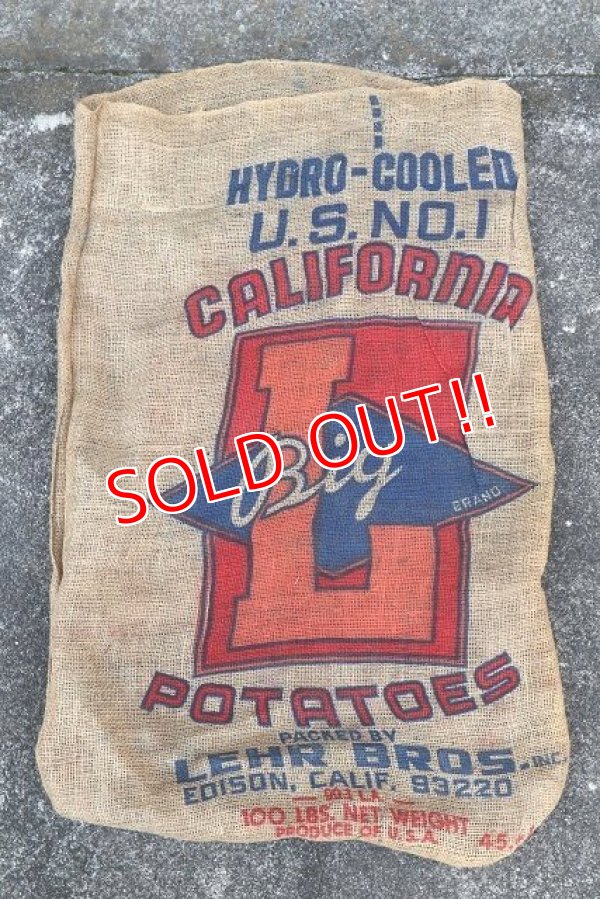 HYDRO-COOLED
U.S. NO.1
CALIFORNIA
L
Big
BRAND
SOLD OUT!!
POTATOES
PACKED BY
LEHR BROS. INC.
EDISON, CALIF. 93220
100 LBS. NET WEIGHT
PRODUCE OF U.S.A.